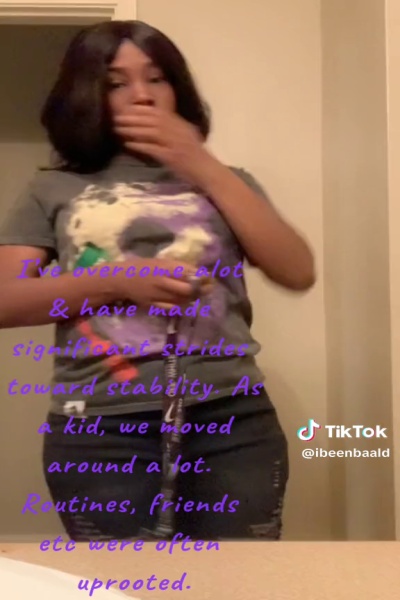 I've overcome alot
& have made
significant strides
toward stability. As
a kid, we moved
around a lot.
Routines, friends
etc were often
uprooted.
TikTok
@ibeenbaald